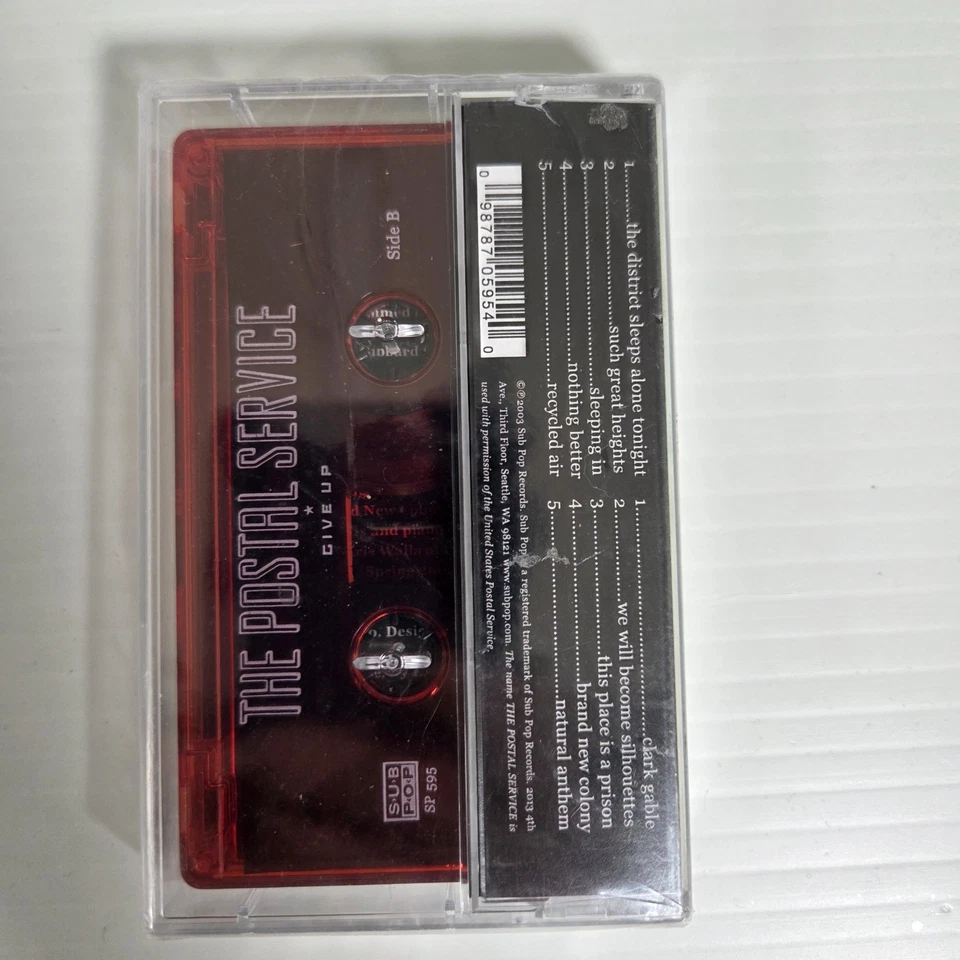 1..........the district sleeps alone tonight
2..............................such great heights
3........................................sleeping in
4....................................nothing better
5........................................recycled air
1........................................clark gable
2..........we will become silhouettes
3....................this place is a prison
4..........................brand new colony
5..............................natural anthem
0 98787 05954 0
©℗2003 Sub Pop Records. Sub Pop a registered trademark of Sub Pop Records. 2013 4th
Ave., Third Floor, Seattle, WA 98121 www.subpop.com. The name THE POSTAL SERVICE is
used with permission of the United States Postal Service.
Side B
THE POSTAL SERVICE
GIVE UP
SUB
POP
SP 595
o. Desig
and pian